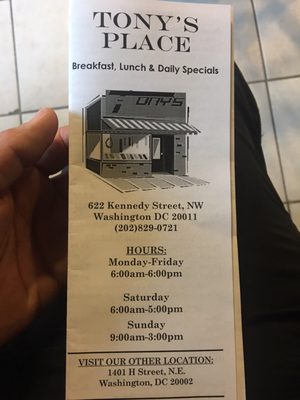 TONY'S
PLACE
Breakfast, Lunch & Daily Specials
ONY'S
622 Kennedy Street, NW
Washington DC 20011
(202)829-0721
HOURS:
Monday-Friday
6:00am-6:00pm
Saturday
6:00am-5:00pm
Sunday
9:00am-3:00pm
VISIT OUR OTHER LOCATION:
1401 H Street, N.E.
Washington, DC 20002